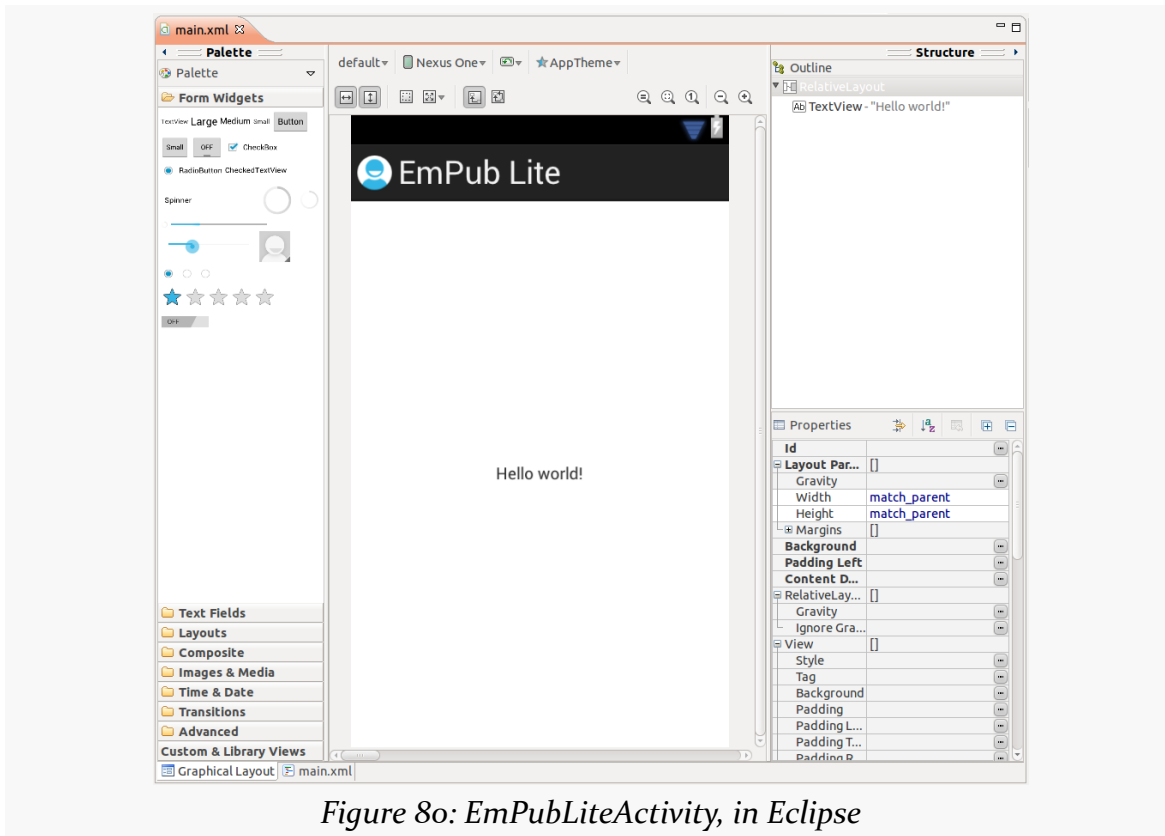 main.xml
Palette
Palette
Form Widgets
TextView Large Medium Small Button
Small OFF CheckBox
RadioButton CheckedTextView
Spinner
OFF
Text Fields
Layouts
Composite
Images & Media
Time & Date
Transitions
Advanced
Custom & Library Views
default Nexus One AppTheme
EmPub Lite
Hello world!
Structure
Outline
RelativeLayout
Ab TextView - "Hello world!"
Properties
Id
Layout Par... []
Gravity
Width match_parent
Height match_parent
Margins []
Background
Padding Left
Content D...
RelativeLay... []
Gravity
Ignore Gra...
View []
Style
Tag
Background
Padding
Padding L...
Padding T...
Padding R...
Graphical Layout main.xml
Figure 80: EmPubLiteActivity, in Eclipse